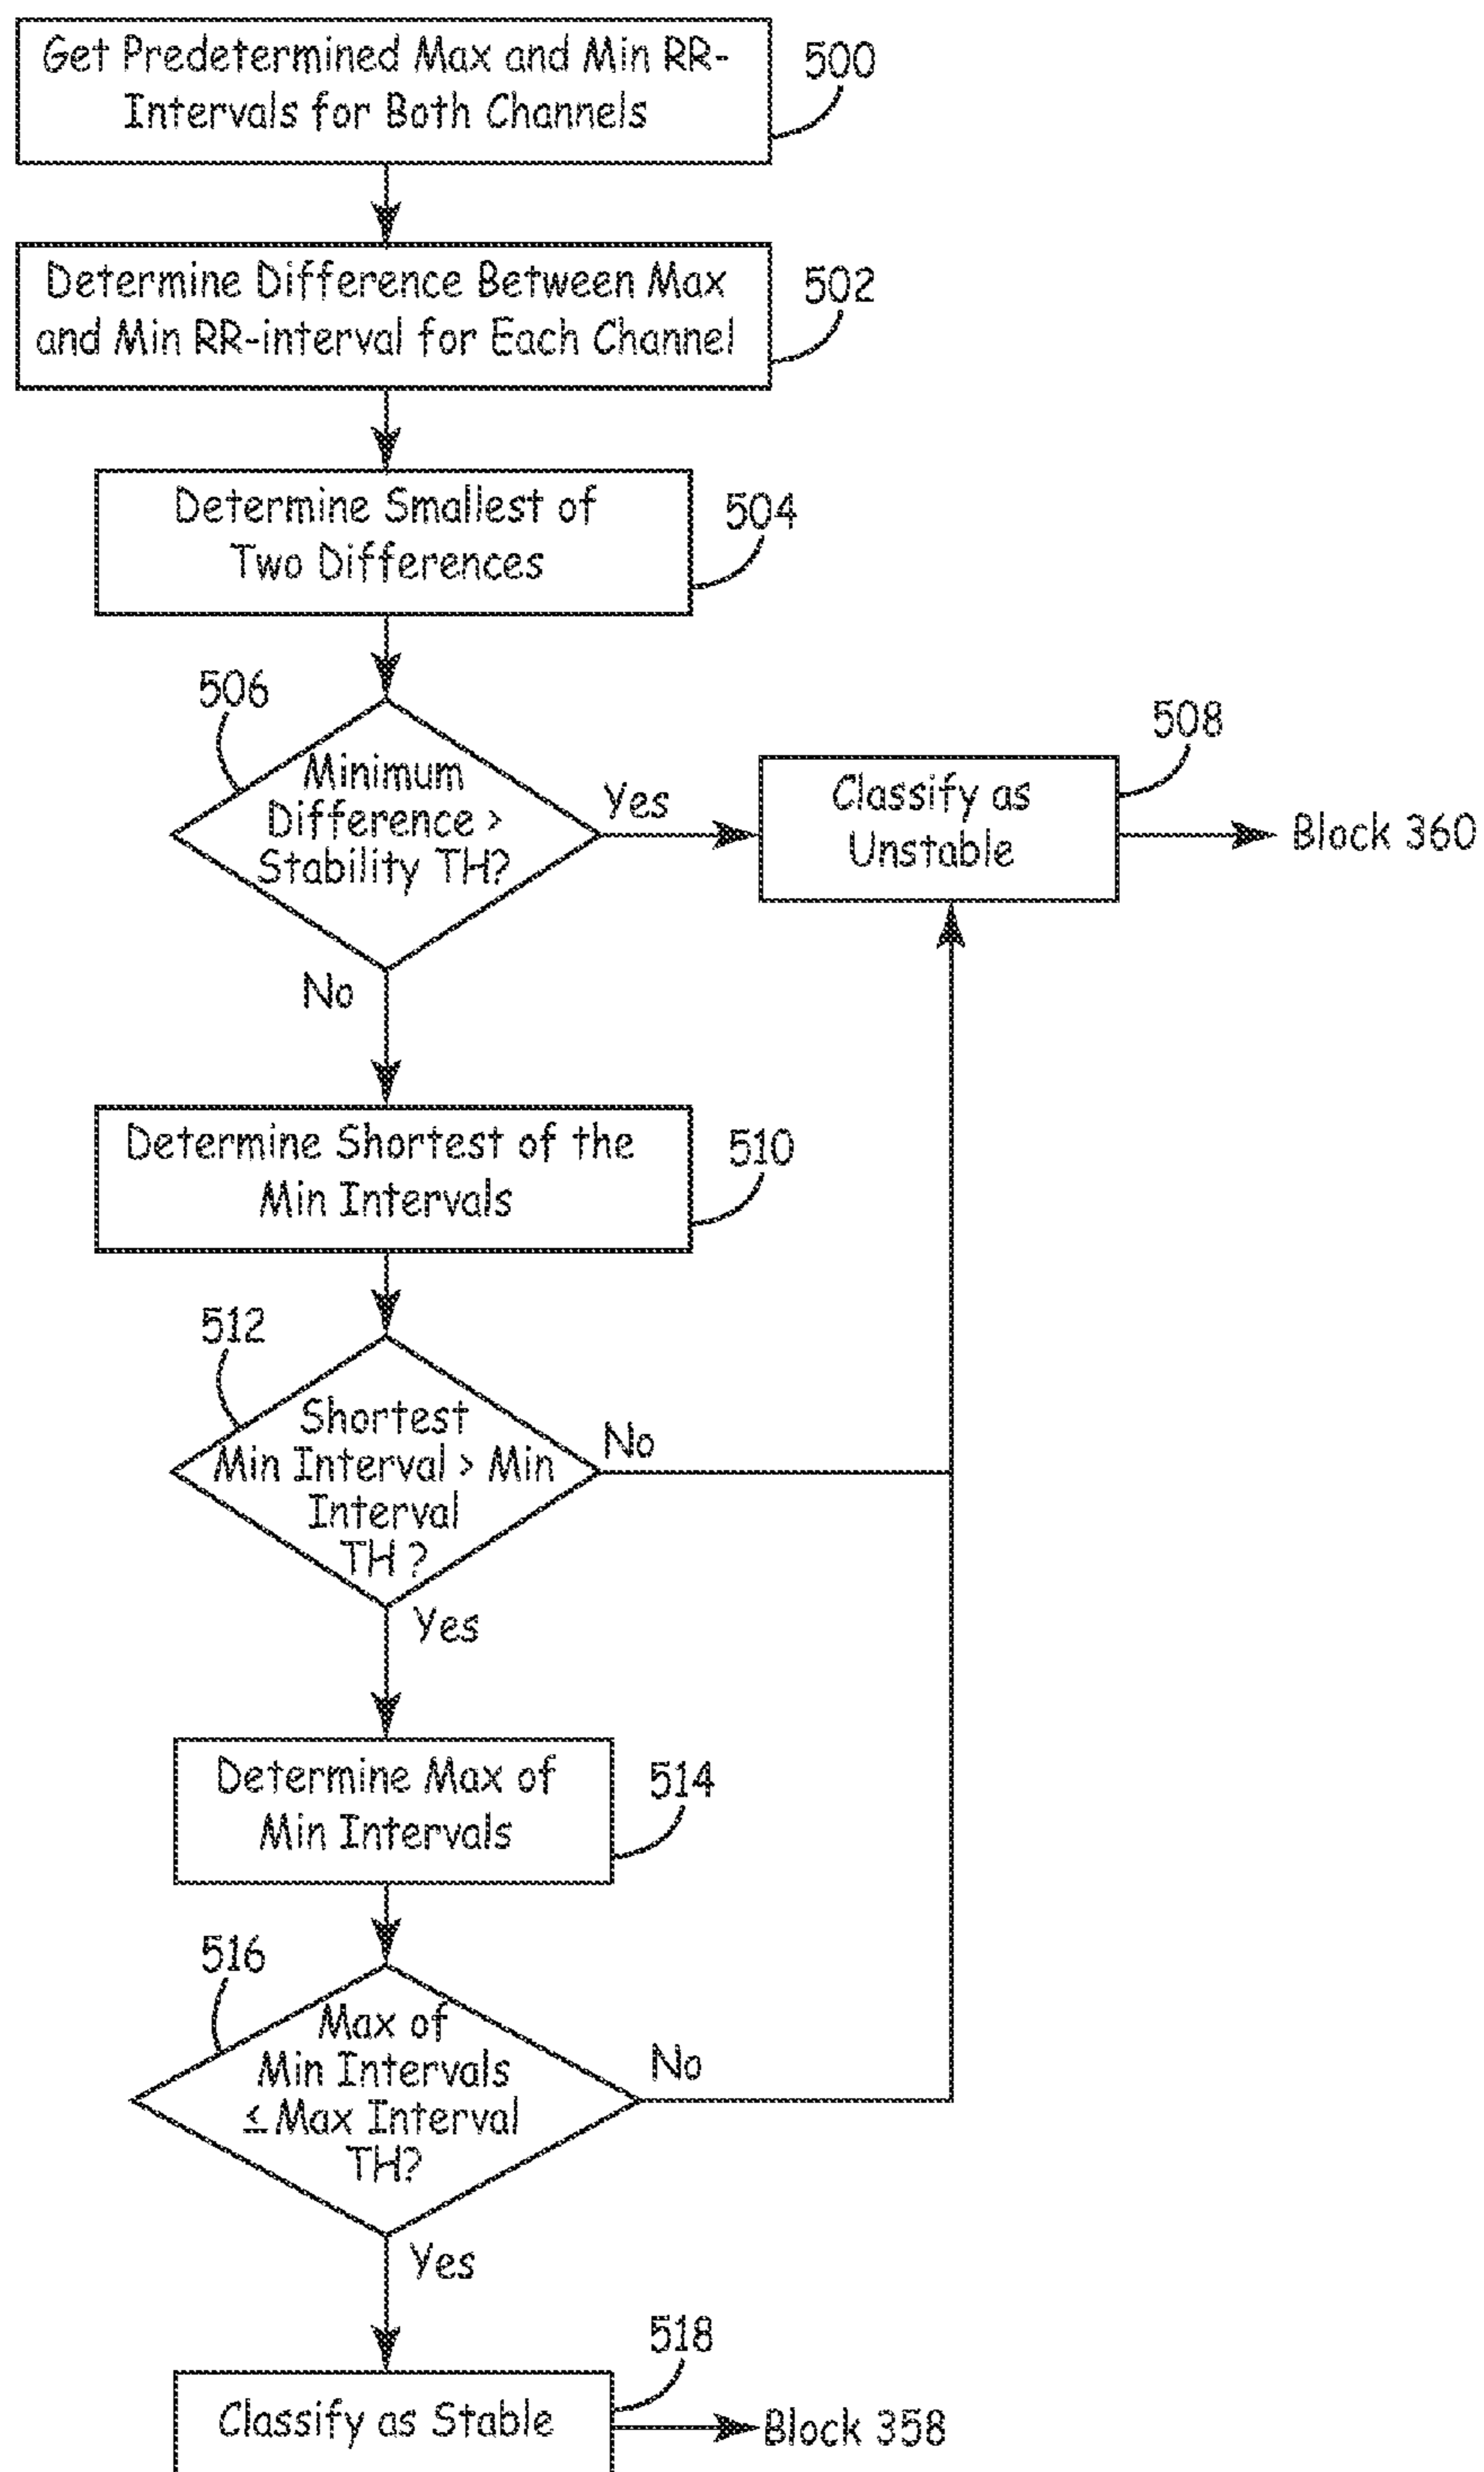 Get Predetermined Max and Min RR-
Intervals for Both Channels
500
Determine Difference Between Max
and Min RR-interval for Each Channel
502
Determine Smallest of
Two Differences
504
506
Minimum
Difference >
Stability TH?
Yes
No
508
Classify as
Unstable
Block 360
Determine Shortest of the
Min Intervals
510
512
Shortest
Min Interval > Min
Interval
TH ?
No
Yes
Determine Max of
Min Intervals
514
516
Max of
Min Intervals
≤ Max Interval
TH?
No
Yes
518
Classify as Stable
Block 358